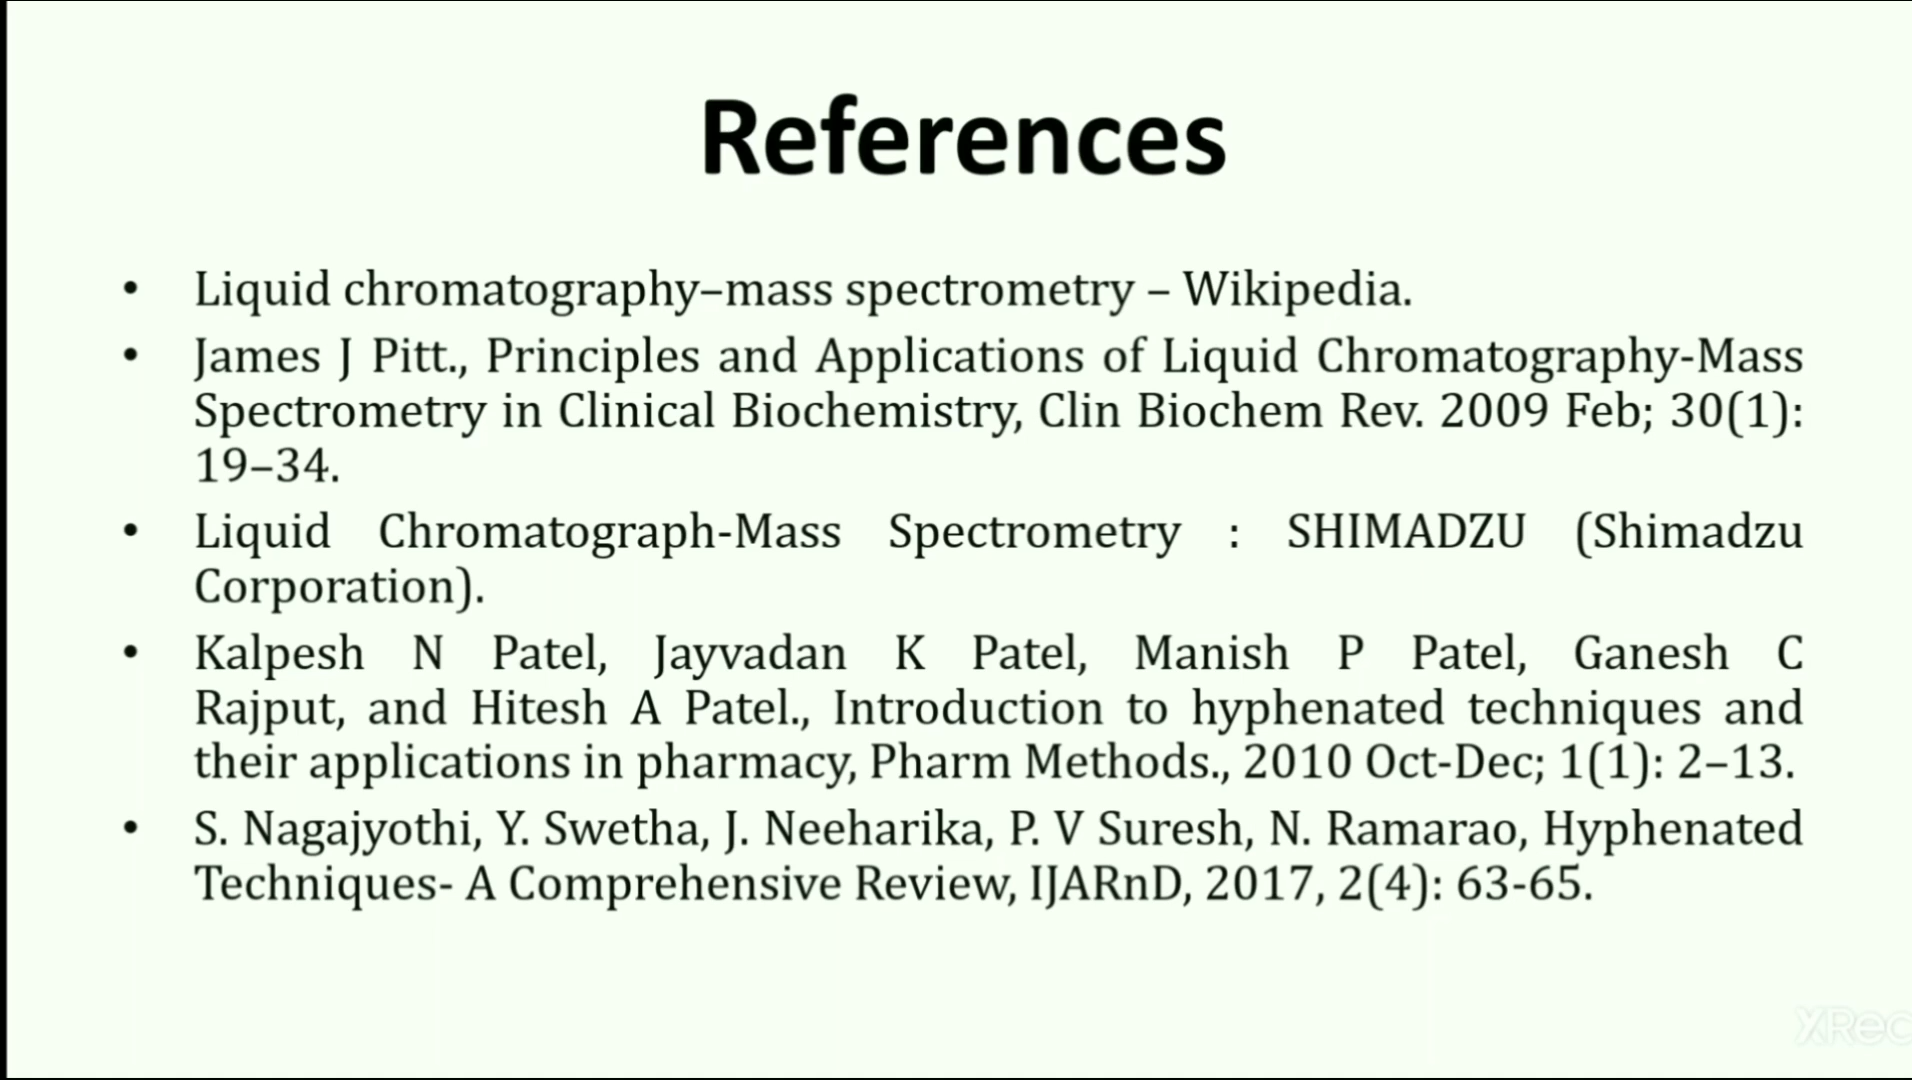 References
• Liquid chromatography–mass spectrometry – Wikipedia.
• James J Pitt., Principles and Applications of Liquid Chromatography-Mass
Spectrometry in Clinical Biochemistry, Clin Biochem Rev. 2009 Feb; 30(1):
19–34.
• Liquid Chromatograph-Mass Spectrometry : SHIMADZU (Shimadzu
Corporation).
• Kalpesh N Patel, Jayvadan K Patel, Manish P Patel, Ganesh C
Rajput, and Hitesh A Patel., Introduction to hyphenated techniques and
their applications in pharmacy, Pharm Methods., 2010 Oct-Dec; 1(1): 2–13.
• S. Nagajyothi, Y. Swetha, J. Neeharika, P. V Suresh, N. Ramarao, Hyphenated
Techniques- A Comprehensive Review, IJARnD, 2017, 2(4): 63-65.
XRec